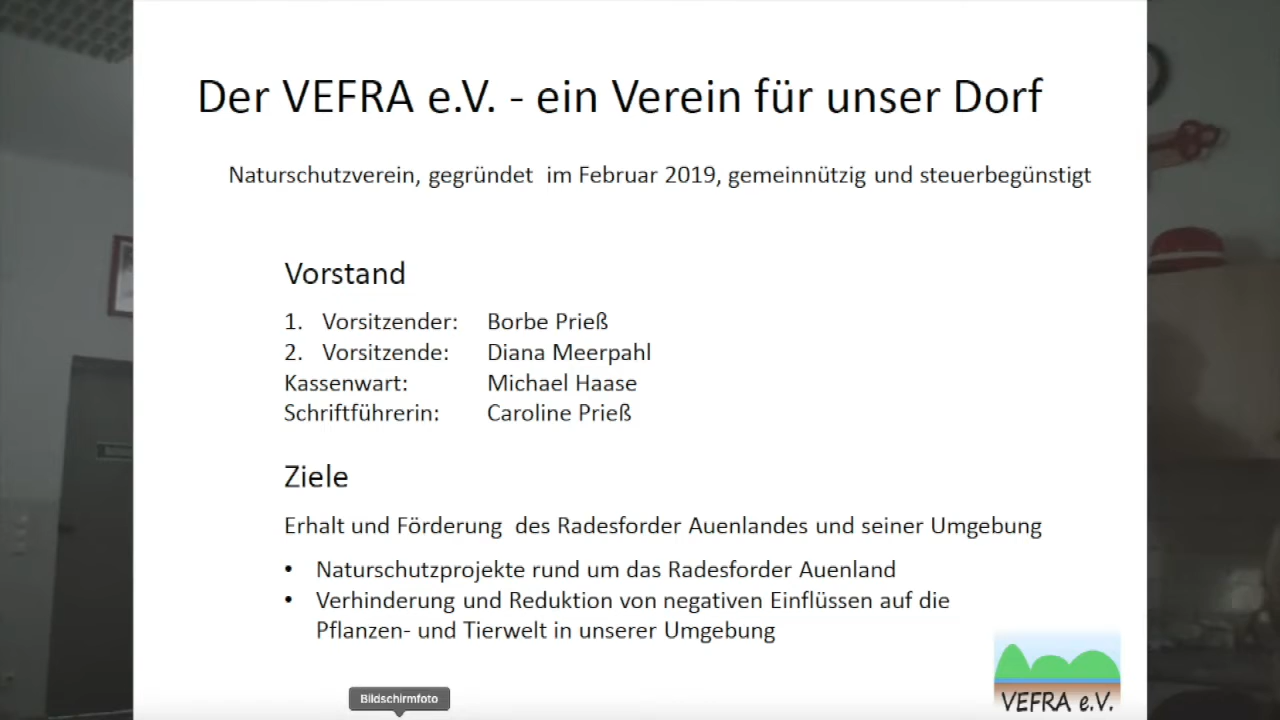 Der VEFRA e.V. - ein Verein für unser Dorf
Naturschutzverein, gegründet im Februar 2019, gemeinnützig und steuerbegünstigt
Vorstand
1. Vorsitzender: Borbe Prieß
2. Vorsitzende: Diana Meerpahl
Kassenwart: Michael Haase
Schriftführerin: Caroline Prieß
Ziele
Erhalt und Förderung des Radesforder Auenlandes und seiner Umgebung
• Naturschutzprojekte rund um das Radesforder Auenland
• Verhinderung und Reduktion von negativen Einflüssen auf die
Pflanzen- und Tierwelt in unserer Umgebung
VEFRA e.V.
Bildschirmfoto